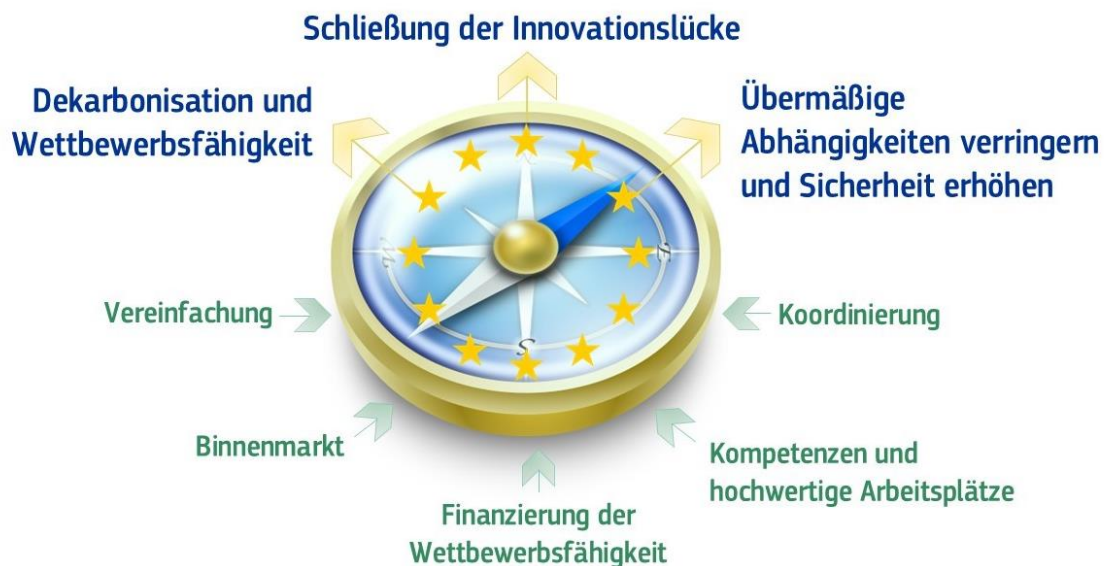 Schließung der Innovationslücke
Dekarbonisation und
Wettbewerbsfähigkeit
Übermäßige
Abhängigkeiten verringern
und Sicherheit erhöhen
N
W
E
S
Vereinfachung
Koordinierung
Binnenmarkt
Kompetenzen und
hochwertige Arbeitsplätze
Finanzierung der
Wettbewerbsfähigkeit